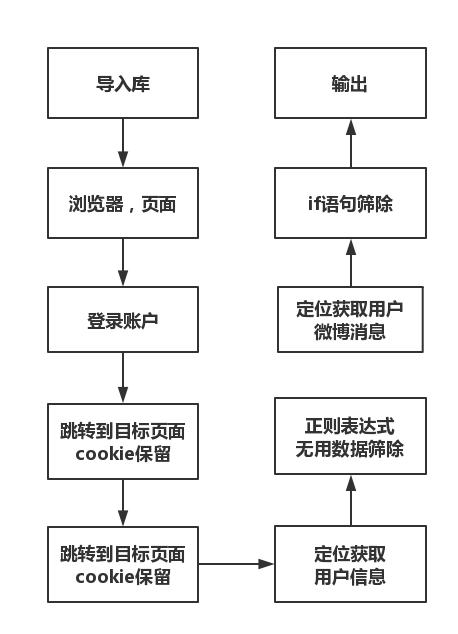 导入库
浏览器，页面
登录账户
跳转到目标页面
cookie保留
跳转到目标页面
cookie保留
定位获取
用户信息
正则表达式
无用数据筛除
定位获取用户
微博消息
if语句筛除
输出